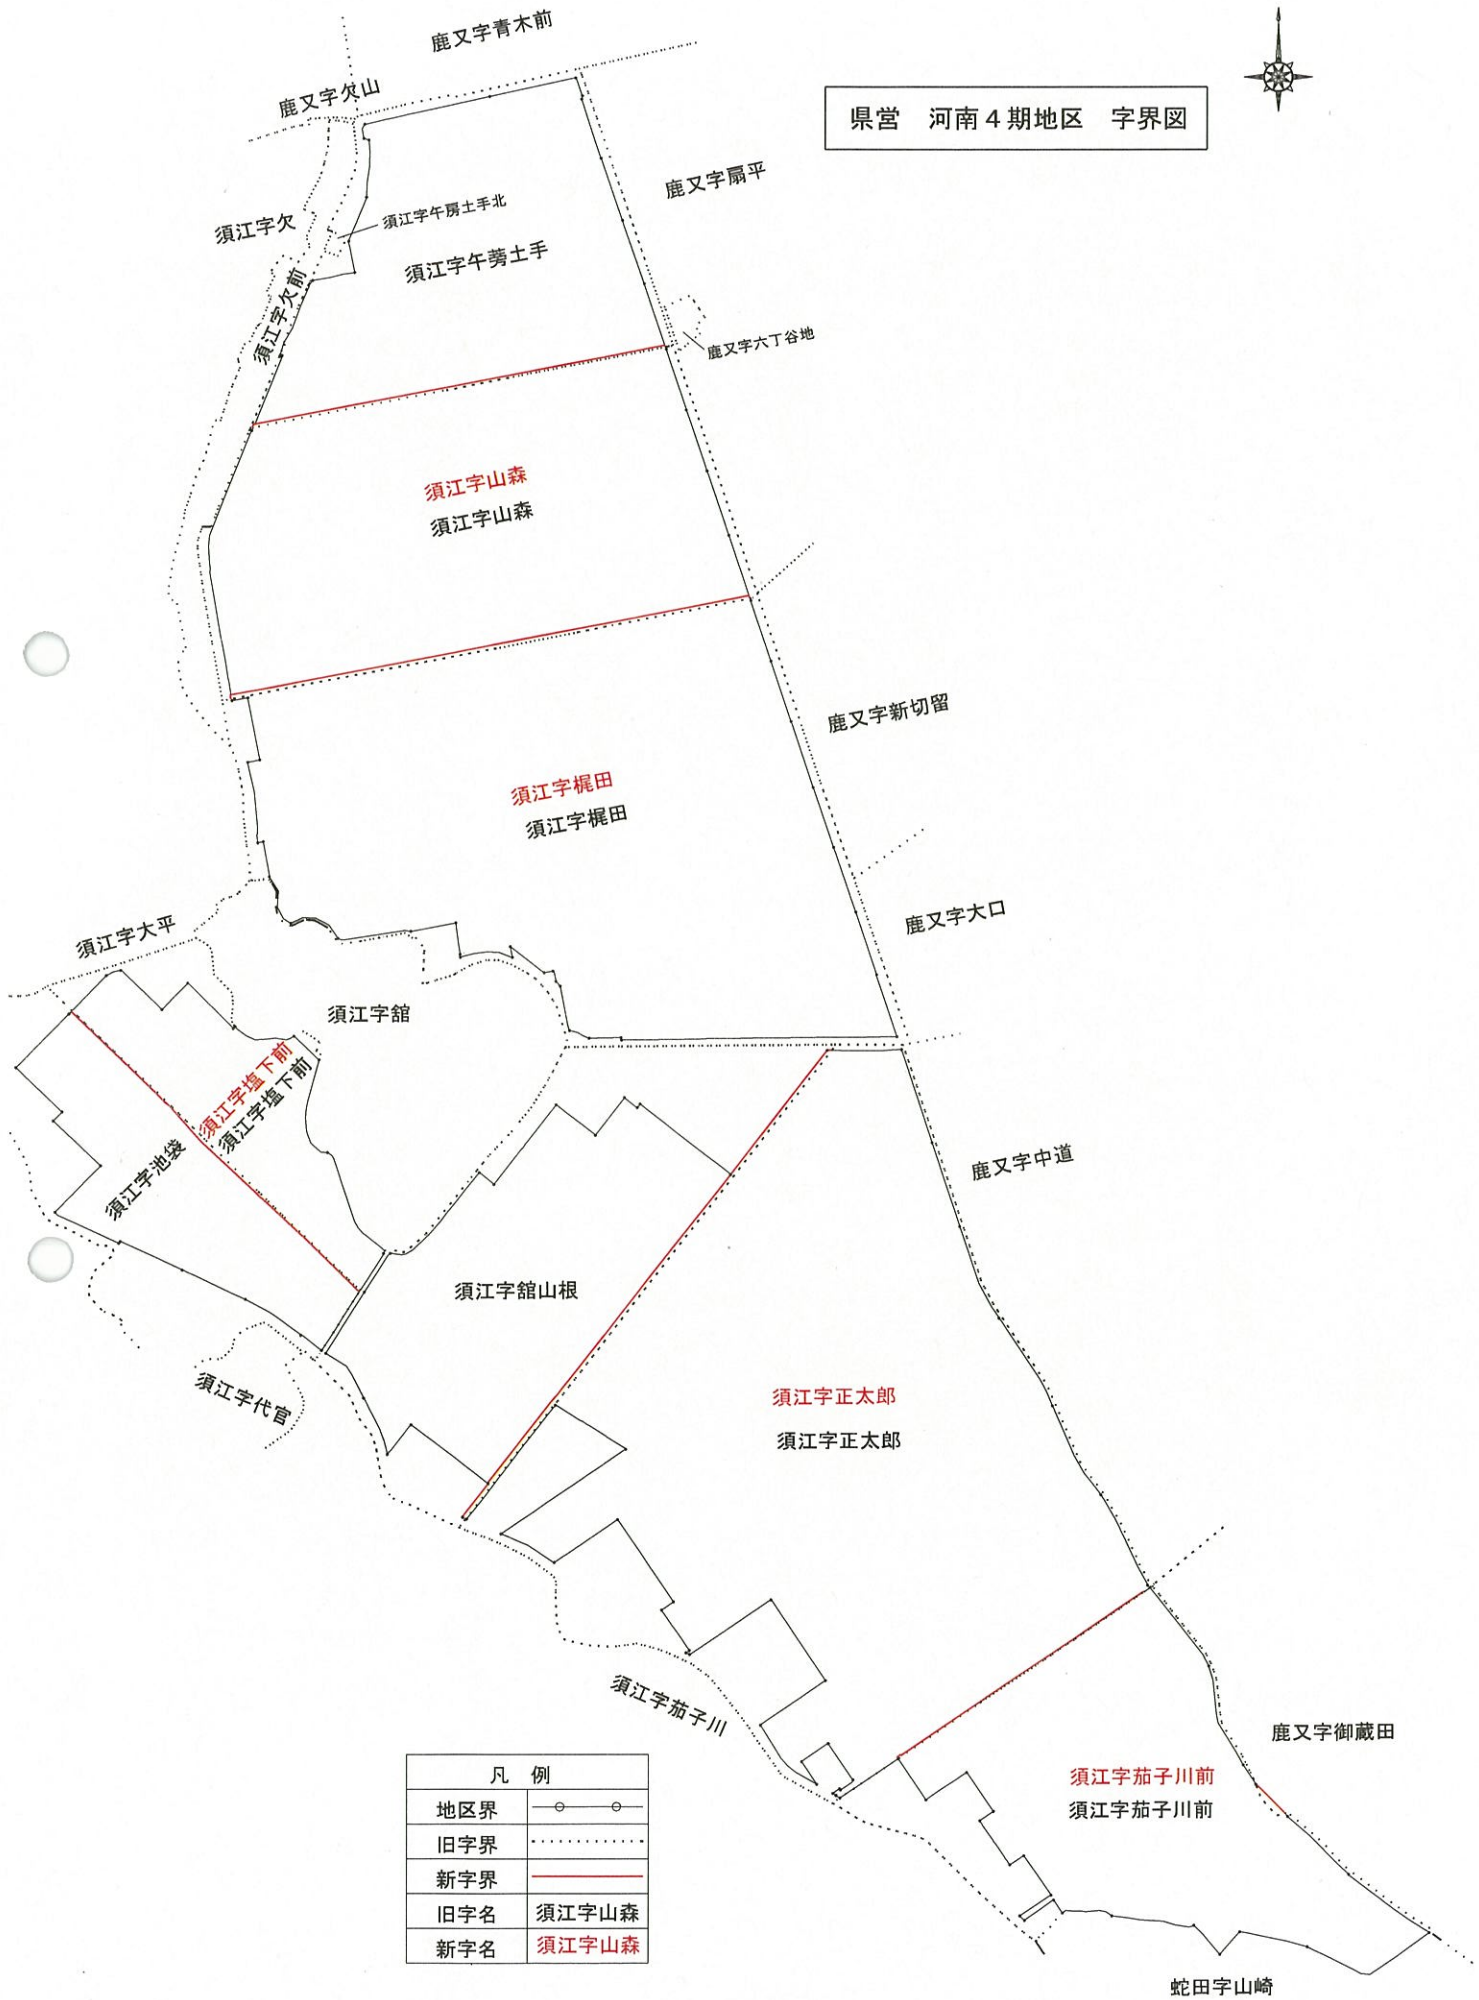 鹿又字青木前
鹿又字欠山
県営　河南４期地区　字界図
鹿又字扇平
須江字午房土手北
須江字欠
須江字午蒡土手
須江字欠前
鹿又字六丁谷地
須江字山森
須江字山森
鹿又字新切留
須江字梶田
須江字梶田
鹿又字大口
須江字大平
須江字舘
須江字塩下前
須江字塩下前
須江字池袋
鹿又字中道
須江字舘山根
須江字代官
須江字正太郎
須江字正太郎
須江字茄子川
鹿又字御蔵田
須江字茄子川前
須江字茄子川前
凡　例
地区界
旧字界
新字界
旧字名　須江字山森
新字名　須江字山森
蛇田字山崎